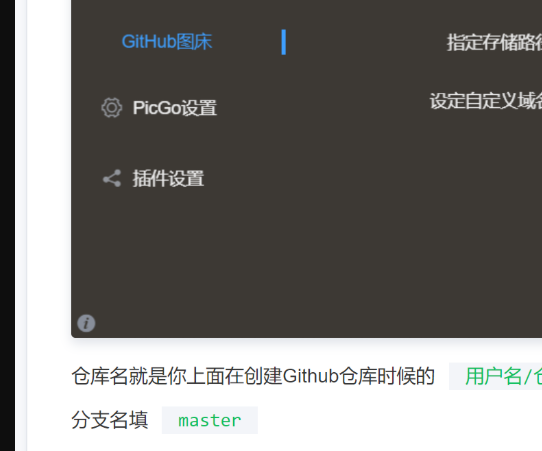 GitHub图床 指定存储路
PicGo设置 设定自定义域
插件设置
仓库名就是你上面在创建Github仓库时候的 用户名/
分支名填 master